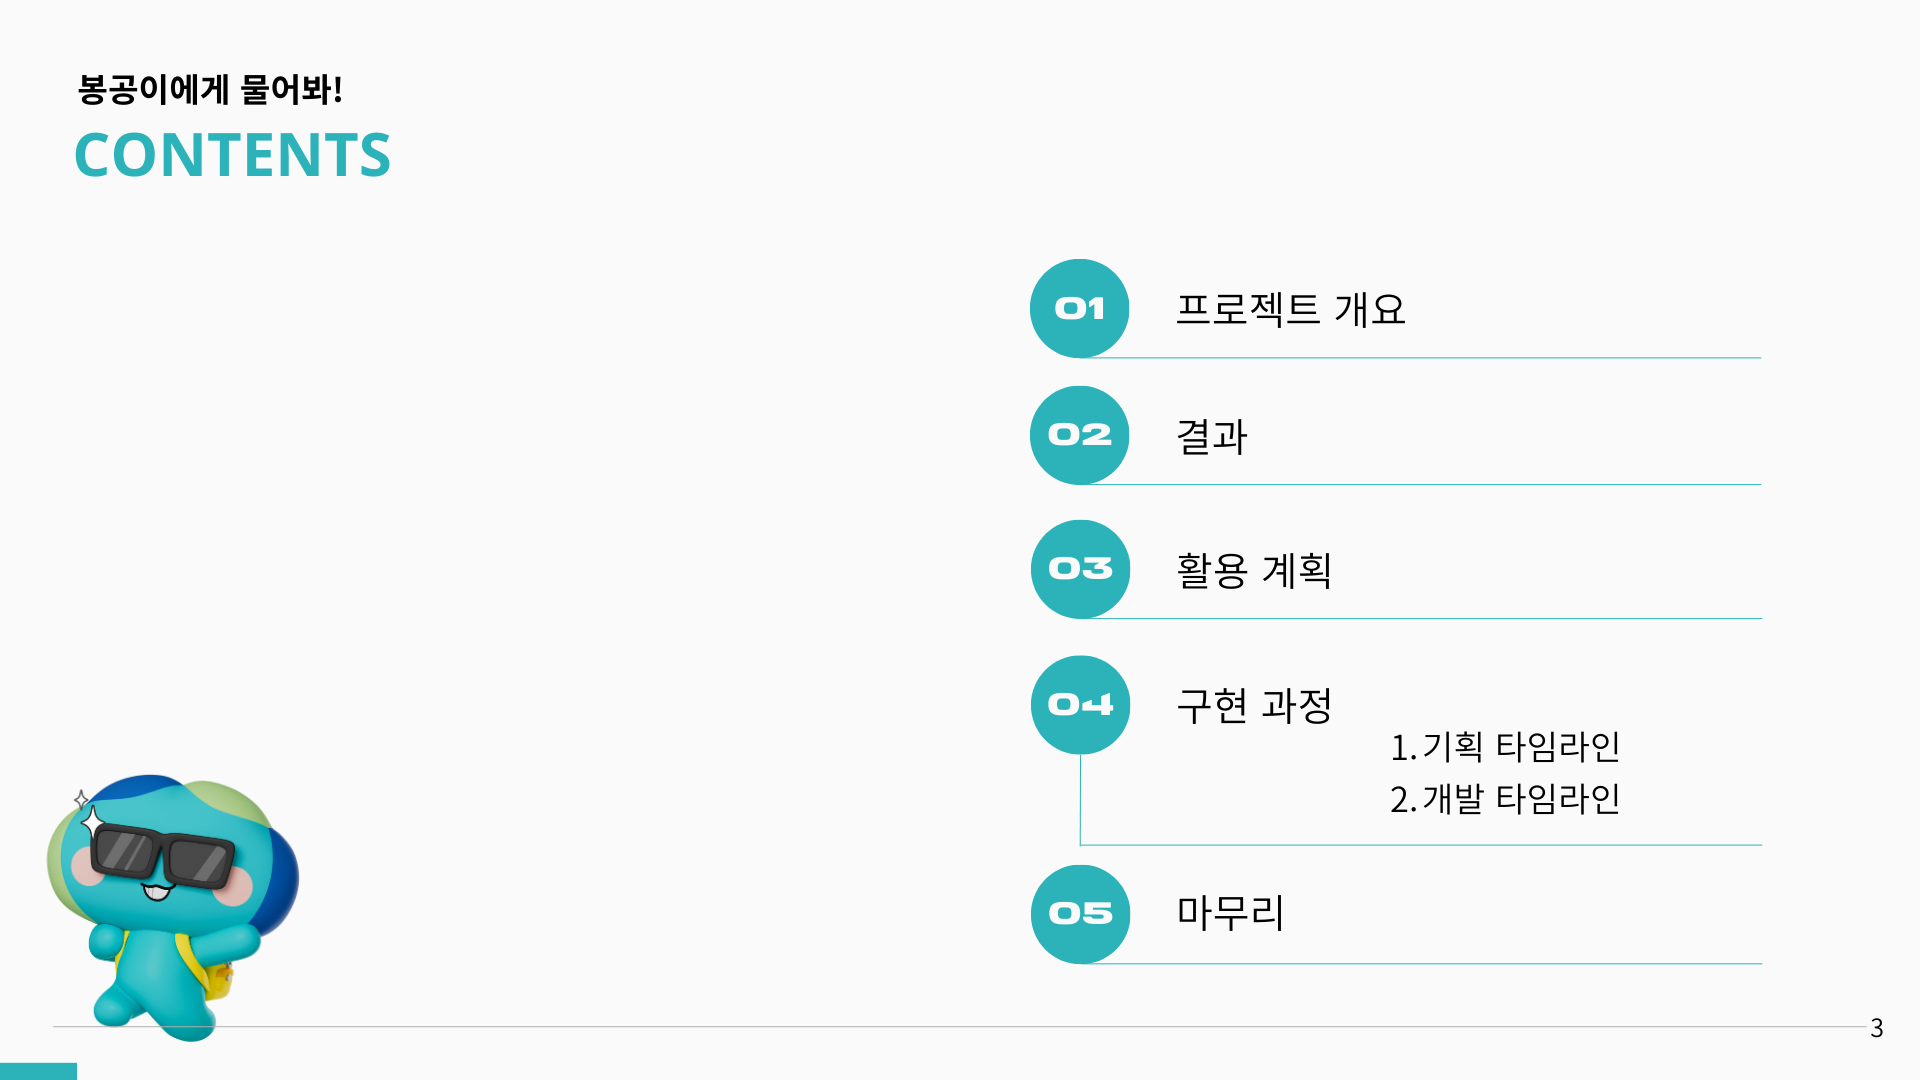 봉공이에게 물어봐!
CONTENTS
01 프로젝트 개요
02 결과
03 활용 계획
04 구현 과정
1. 기획 타임라인
2. 개발 타임라인
05 마무리
3